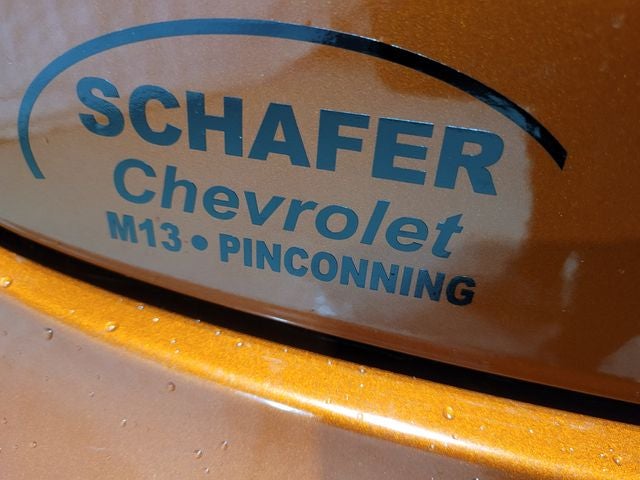 SCHAFER
Chevrolet
M13 • PINCONNING